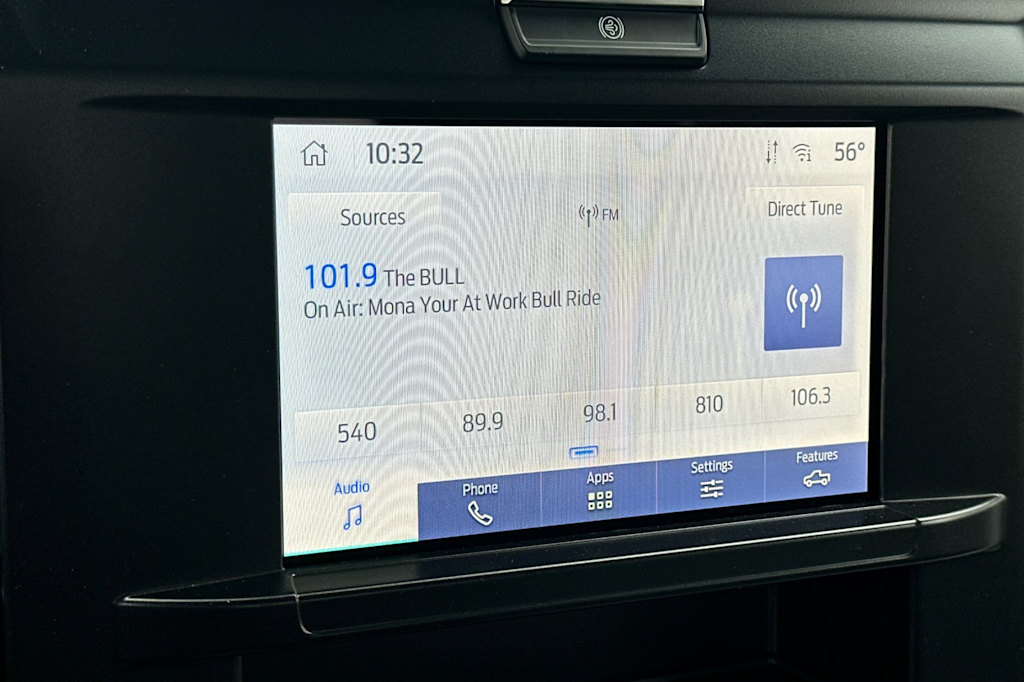 10:32
56°
Sources
FM
Direct Tune
101.9 The BULL
On Air: Mona Your At Work Bull Ride
540
89.9
98.1
810
106.3
Audio
Phone
Apps
Settings
Features